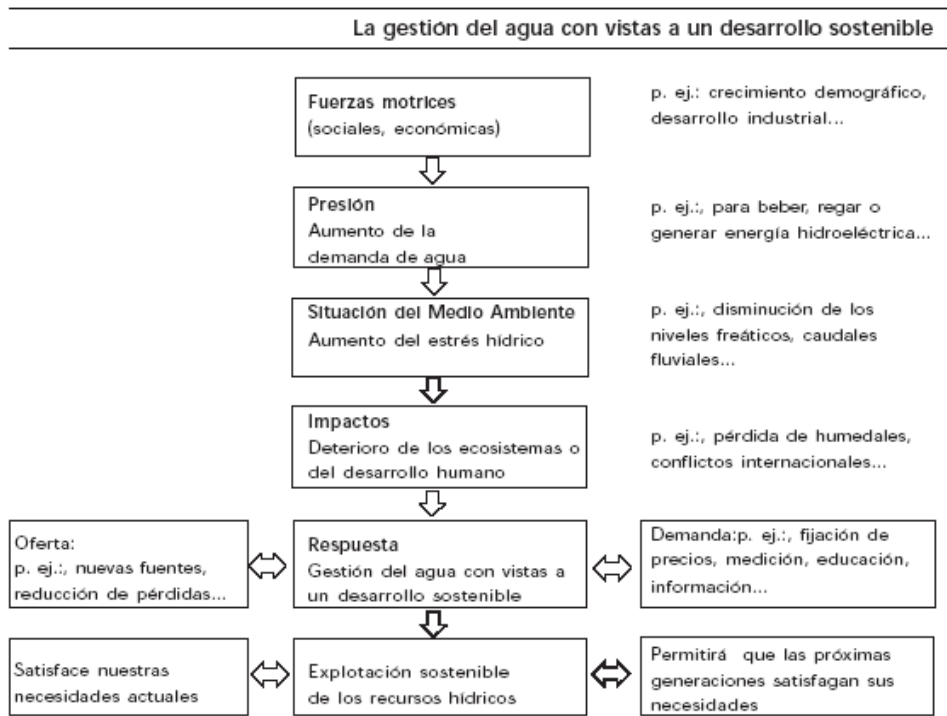 La gestión del agua con vistas a un desarrollo sostenible
Fuerzas motrices
(sociales, económicas)
p. ej.: crecimiento demográfico,
desarrollo industrial...
Presión
Aumento de la
demanda de agua
p. ej.:, para beber, regar o
generar energía hidroeléctrica...
Situación del Medio Ambiente
Aumento del estrés hídrico
p. ej.:, disminución de los
niveles freáticos, caudales
fluviales...
Impactos
Deterioro de los ecosistemas o
del desarrollo humano
p. ej.:, pérdida de humedales,
conflictos internacionales...
Oferta:
p. ej.:, nuevas fuentes,
reducción de pérdidas...
Respuesta
Gestión del agua con vistas a
un desarrollo sostenible
Demanda:p. ej.:, fijación de
precios, medición, educación,
información...
Satisface nuestras
necesidades actuales
Explotación sostenible
de los recursos hídricos
Permitirá que las próximas
generaciones satisfagan sus
necesidades